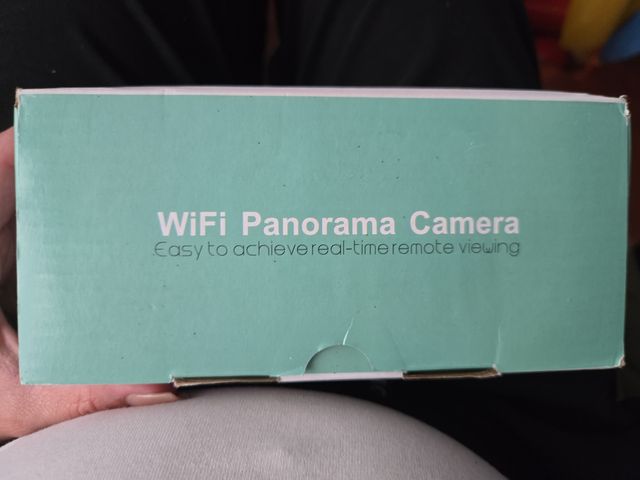 WiFi Panorama Camera
Easy to achieve real-time remote viewing